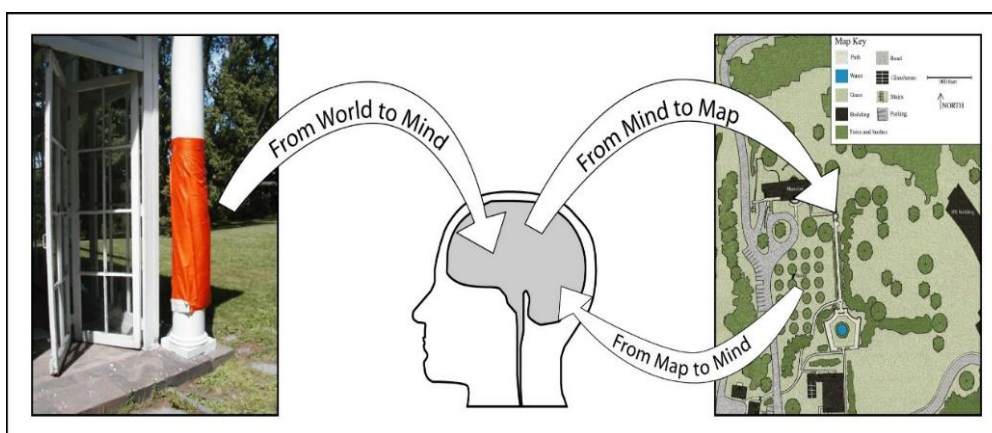 From World to Mind
From Mind to Map
From Map to Mind
Map Key
Path
Road
Water
Glasshouse
Grass
Stairs
NORTH
Building
Parking
Trees and bushes
Mansion